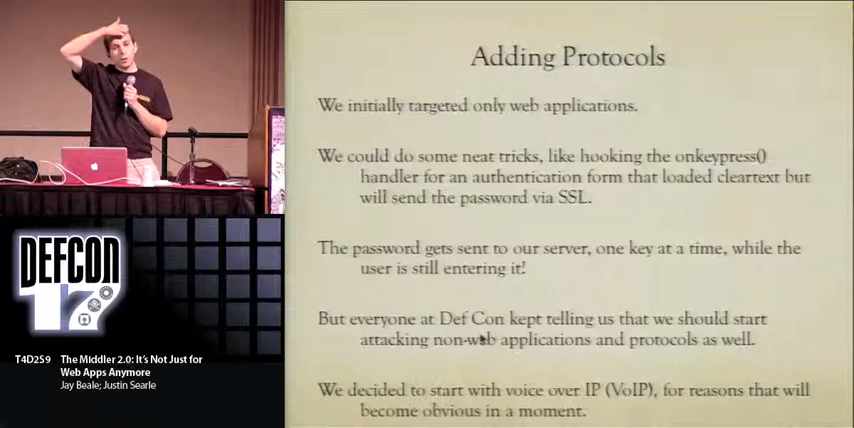 Adding Protocols
We initially targeted only web applications.
We could do some neat tricks, like hooking the onkeypress()
handler for an authentication form that loaded cleartext but
will send the password via SSL.
The password gets sent to our server, one key at a time, while the
user is still entering it!
But everyone at Def Con kept telling us that we should start
attacking non-web applications and protocols as well.
We decided to start with voice over IP (VoIP), for reasons that will
become obvious in a moment.
DEFCON
17
T4D2S9 The Middler 2.0: It's Not Just for
Web Apps Anymore
Jay Beale; Justin Searle